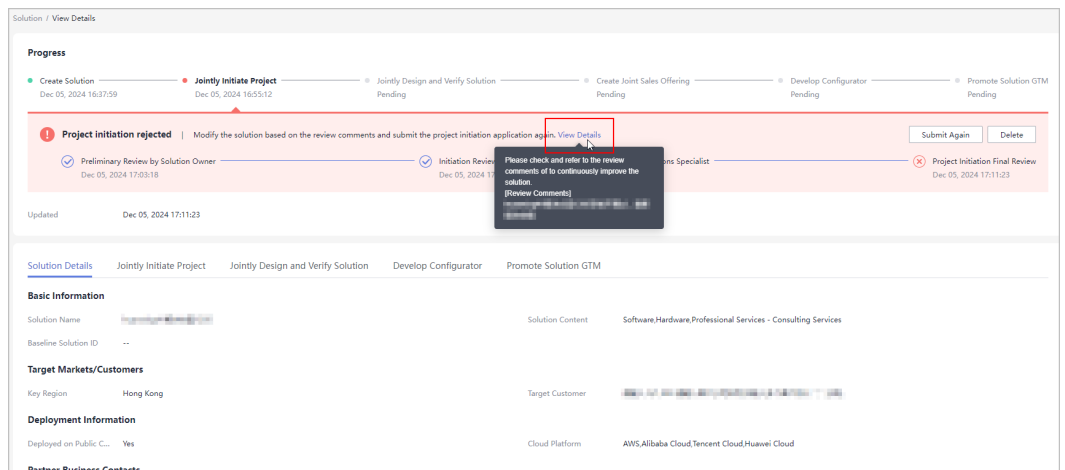 Solution / View Details
Progress
Create Solution
Dec 05, 2024 16:37:59
Jointly Initiate Project
Dec 05, 2024 16:55:12
Jointly Design and Verify Solution
Pending
Create Joint Sales Offering
Pending
Develop Configurator
Pending
Promote Solution GTM
Pending
Project initiation rejected | Modify the solution based on the review comments and submit the project initiation application again. View Details
Submit Again
Delete
Preliminary Review by Solution Owner
Dec 05, 2024 17:03:18
Initiation Review
Dec 05, 2024 17
ons Specialist
Project Initiation Final Review
Dec 05, 2024 17:11:23
Please check and refer to the review
comments of to continuously improve the
solution.
[Review Comments]
Updated Dec 05, 2024 17:11:23
Solution Details Jointly Initiate Project Jointly Design and Verify Solution Develop Configurator Promote Solution GTM
Basic Information
Solution Name
Solution Content Software,Hardware,Professional Services - Consulting Services
Baseline Solution ID --
Target Markets/Customers
Key Region Hong Kong
Target Customer
Deployment Information
Deployed on Public C... Yes
Cloud Platform AWS,Alibaba Cloud,Tencent Cloud,Huawei Cloud
Partner Business Contacts